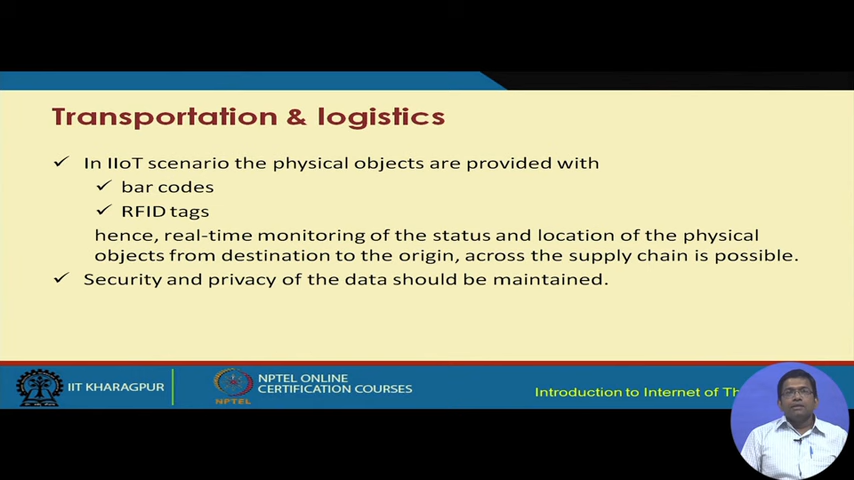 Transportation & logistics
In IIoT scenario the physical objects are provided with
bar codes
RFID tags
hence, real-time monitoring of the status and location of the physical
objects from destination to the origin, across the supply chain is possible.
Security and privacy of the data should be maintained.
IIT KHARAGPUR
NPTEL
NPTEL ONLINE
CERTIFICATION COURSES
Introduction to Internet of